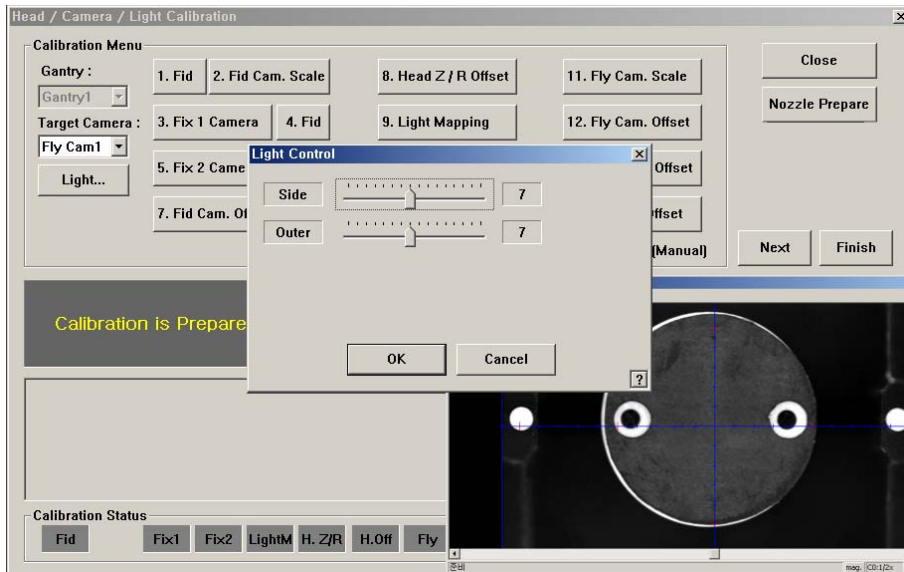 Head / Camera / Light Calibration
Calibration Menu
Gantry :
Gantry1
Target Camera :
Fly Cam1
Light...
1. Fid
2. Fid Cam. Scale
8. Head Z / R Offset
11. Fly Cam. Scale
3. Fix 1 Camera
4. Fid
9. Light Mapping
12. Fly Cam. Offset
5. Fix 2 Came
Offset
7. Fid Cam. Of
ffset
(Manual)
Close
Nozzle Prepare
Next
Finish
Light Control
Side
7
Outer
7
OK
Cancel
?
Calibration is Prepare
Calibration Status
Fid
Fix1
Fix2
LightM
H. Z/R
H.Off
Fly
준비
mag.
C0:1/2x